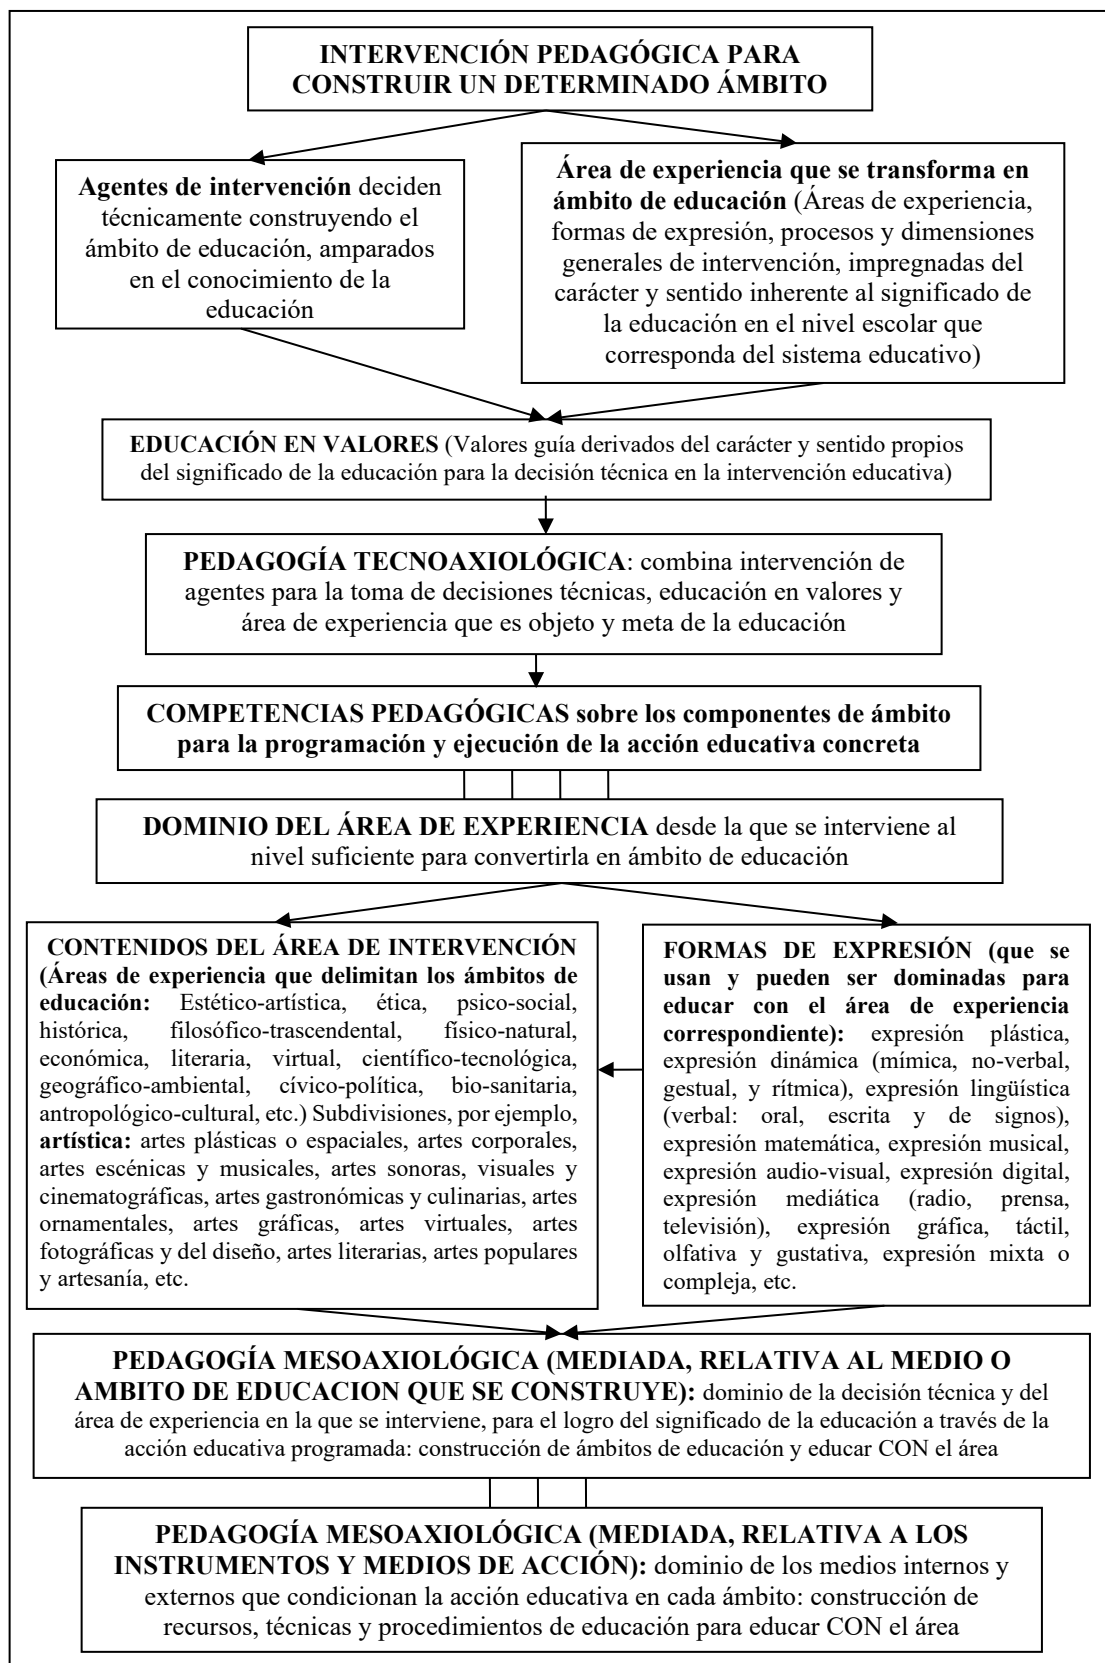 INTERVENCIÓN PEDAGÓGICA PARA
CONSTRUIR UN DETERMINADO ÁMBITO
Agentes de intervención deciden
técnicamente construyendo el
ámbito de educación, amparados
en el conocimiento de la
educación
Área de experiencia que se transforma en
ámbito de educación (Áreas de experiencia,
formas de expresión, procesos y dimensiones
generales de intervención, impregnadas del
carácter y sentido inherente al significado de
la educación en el nivel escolar que
corresponda del sistema educativo)
EDUCACIÓN EN VALORES (Valores guía derivados del carácter y sentido propios
del significado de la educación para la decisión técnica en la intervención educativa)
PEDAGOGÍA TECNOAXIOLÓGICA: combina intervención de
agentes para la toma de decisiones técnicas, educación en valores y
área de experiencia que es objeto y meta de la educación
COMPETENCIAS PEDAGÓGICAS sobre los componentes de ámbito
para la programación y ejecución de la acción educativa concreta
DOMINIO DEL ÁREA DE EXPERIENCIA desde la que se interviene al
nivel suficiente para convertirla en ámbito de educación
CONTENIDOS DEL ÁREA DE INTERVENCIÓN
(Áreas de experiencia que delimitan los ámbitos de
educación: Estético-artística, ética, psico-social,
histórica, filosófico-trascendental, físico-natural,
económica, literaria, virtual, científico-tecnológica,
geográfico-ambiental, cívico-política, bio-sanitaria,
antropológico-cultural, etc.) Subdivisiones, por ejemplo,
artística: artes plásticas o espaciales, artes corporales,
artes escénicas y musicales, artes sonoras, visuales y
cinematográficas, artes gastronómicas y culinarias, artes
ornamentales, artes gráficas, artes virtuales, artes
fotográficas y del diseño, artes literarias, artes populares
y artesanía, etc.
FORMAS DE EXPRESIÓN (que se
usan y pueden ser dominadas para
educar con el área de experiencia
correspondiente): expresión plástica,
expresión dinámica (mímica, no-verbal,
gestual, y rítmica), expresión lingüística
(verbal: oral, escrita y de signos),
expresión matemática, expresión musical,
expresión audio-visual, expresión digital,
expresión mediática (radio, prensa,
televisión), expresión gráfica, táctil,
olfativa y gustativa, expresión mixta o
compleja, etc.
PEDAGOGÍA MESOAXIOLÓGICA (MEDIADA, RELATIVA AL MEDIO O
AMBITO DE EDUCACION QUE SE CONSTRUYE): dominio de la decisión técnica y del
área de experiencia en la que se interviene, para el logro del significado de la educación a través de la
acción educativa programada: construcción de ámbitos de educación y educar CON el área
PEDAGOGÍA MESOAXIOLÓGICA (MEDIADA, RELATIVA A LOS
INSTRUMENTOS Y MEDIOS DE ACCIÓN): dominio de los medios internos y
externos que condicionan la acción educativa en cada ámbito: construcción de
recursos, técnicas y procedimientos de educación para educar CON el área